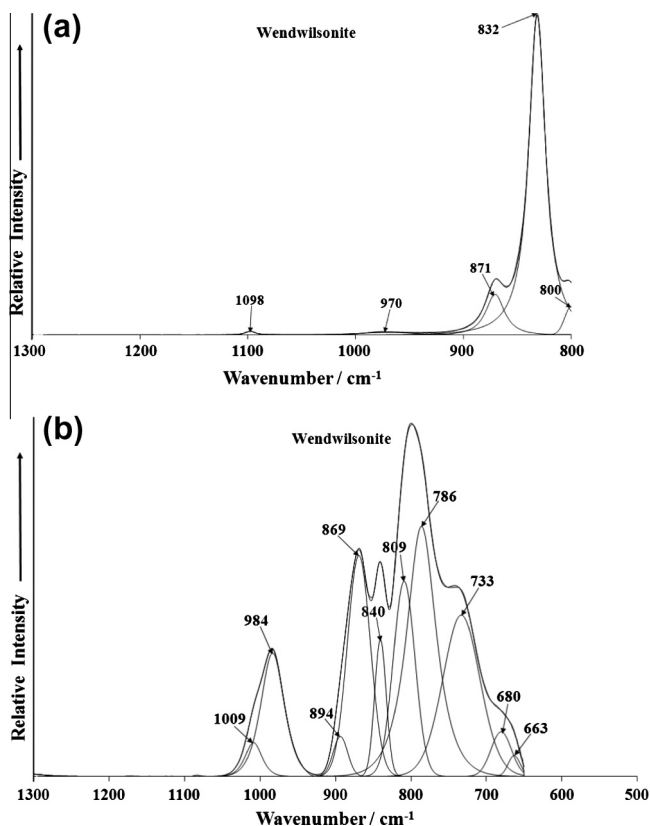 (a)
Wendwilsonite
832
871
800
1098
970
Relative Intensity
1300 1200 1100 1000 900 800
Wavenumber / cm-1
(b)
Wendwilsonite
786
869
809
733
840
984
1009
894
680
663
Relative Intensity
1300 1200 1100 1000 900 800 700 600 500
Wavenumber / cm-1